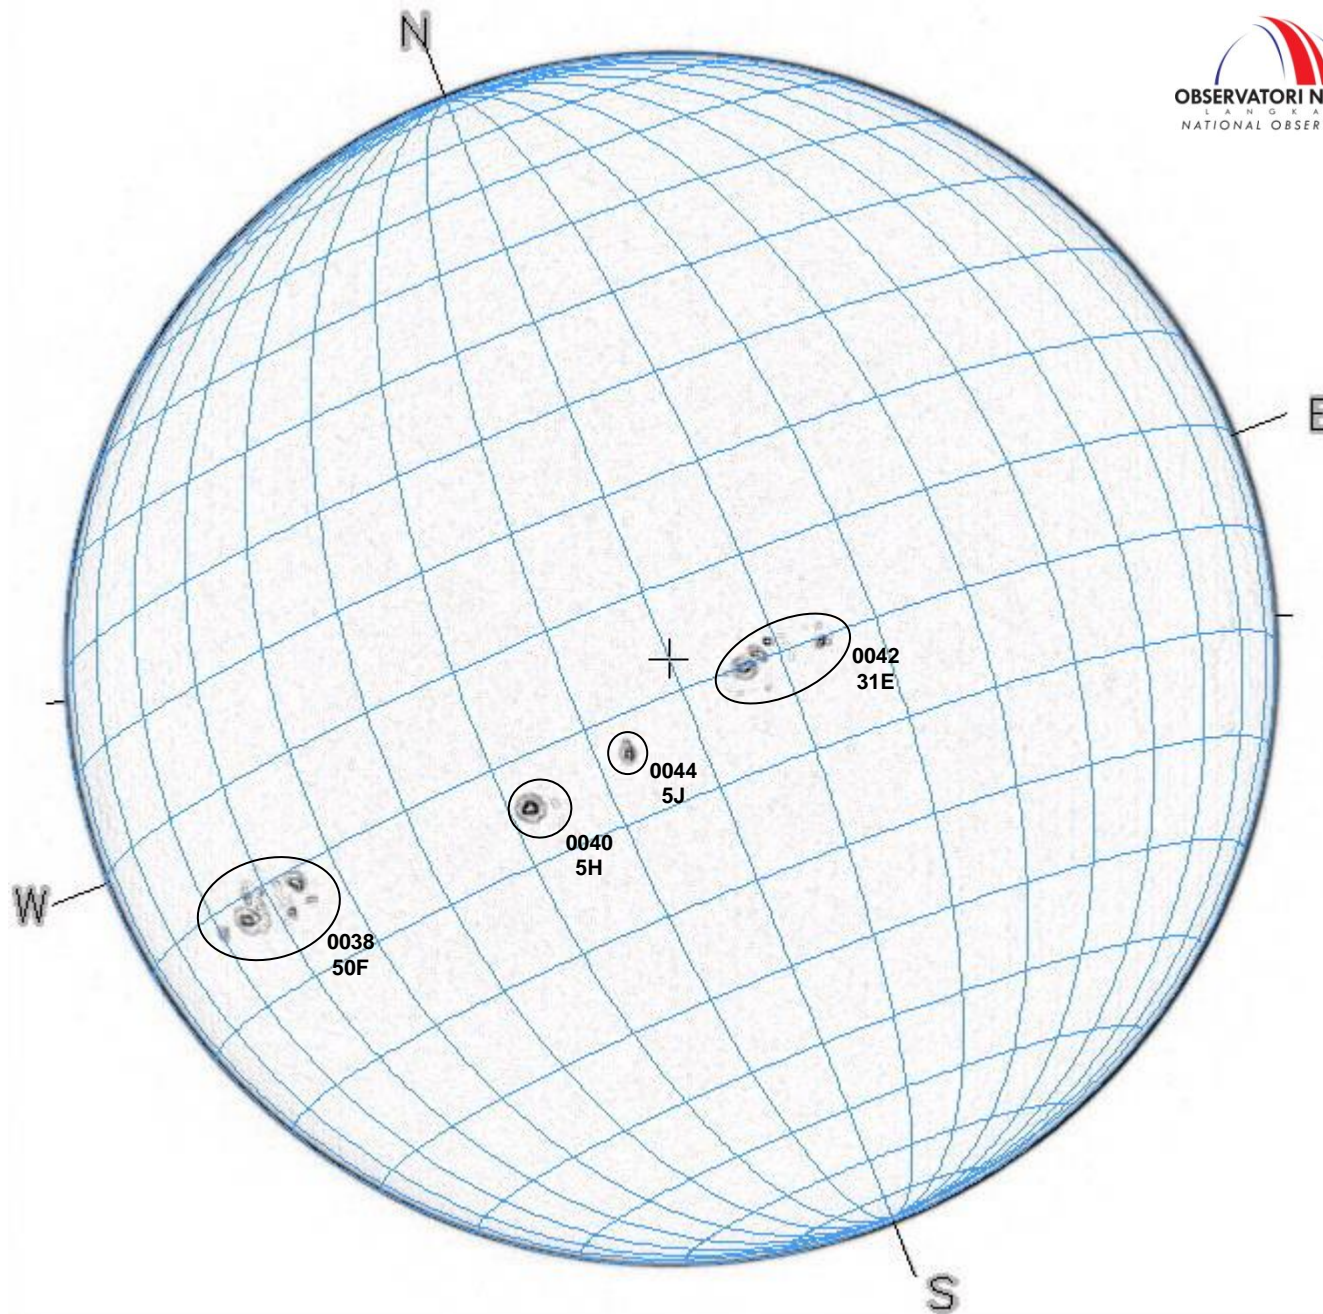 N
OBSERVATORI N
L A N G K A
NATIONAL OBSER
E
0042
31E
0044
5J
0040
5H
W
0038
50F
S